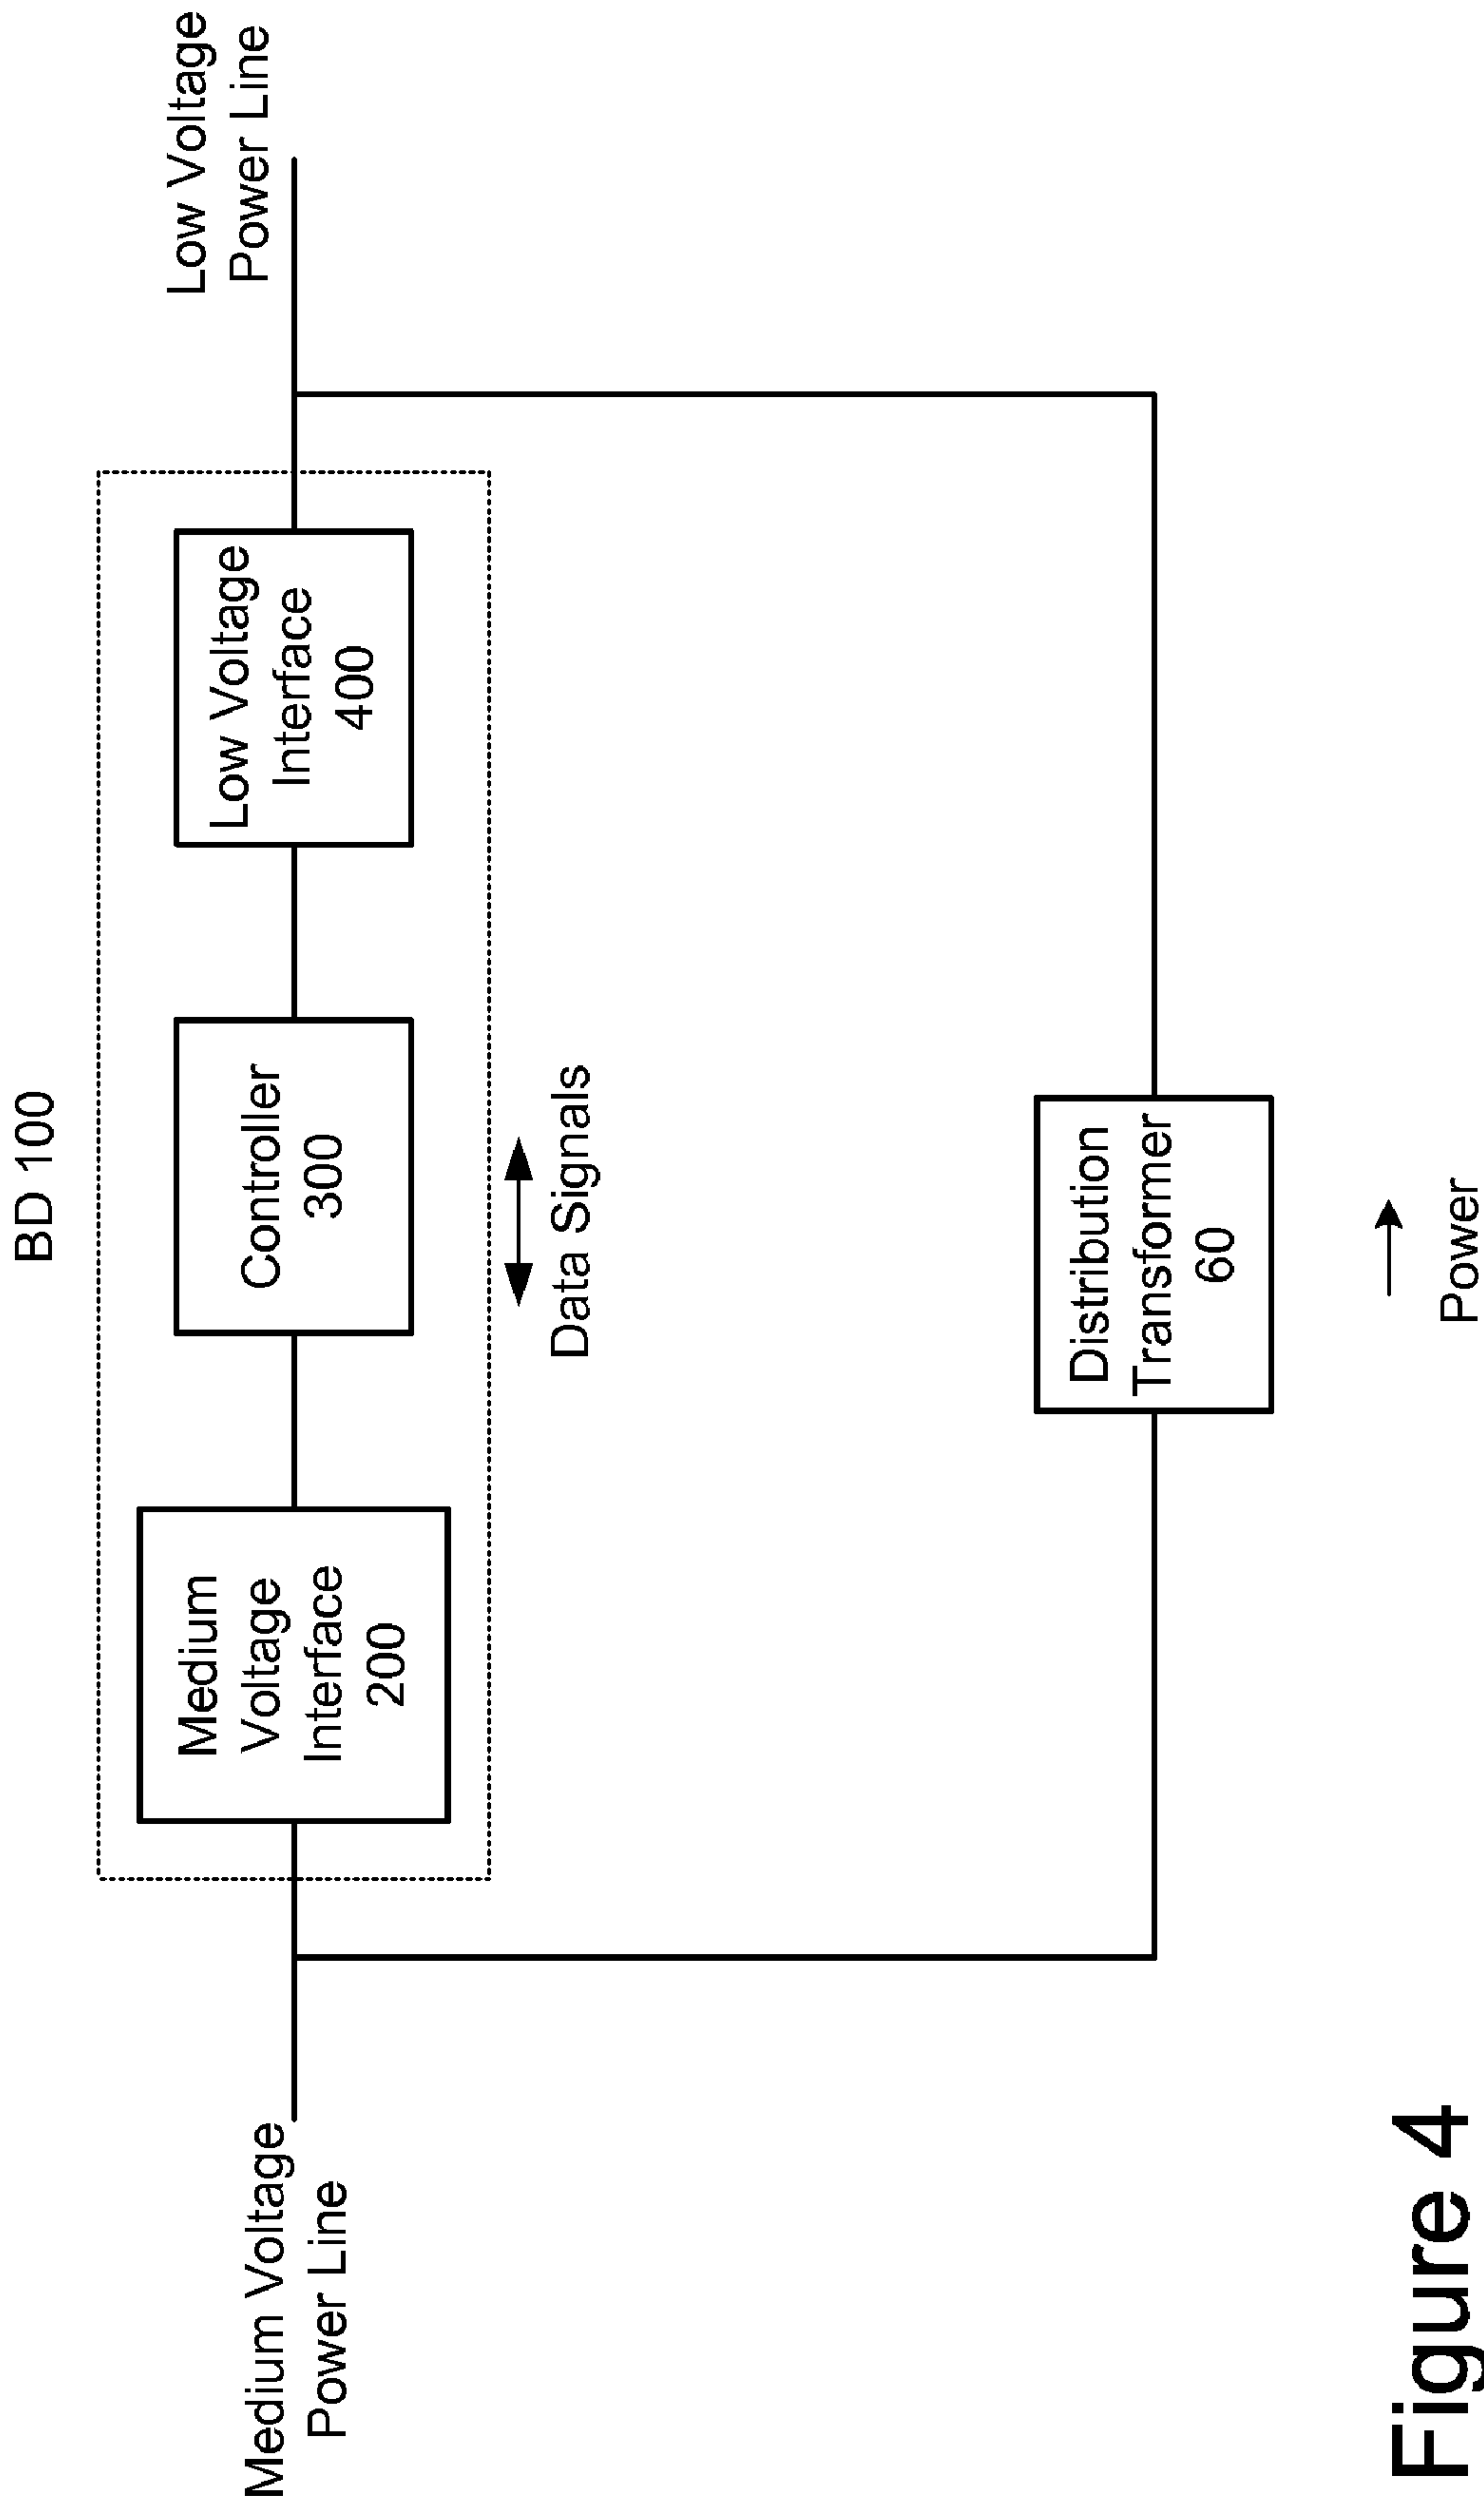 BD 100
Low Voltage
Power Line
Medium Voltage
Power Line
Medium
Voltage
Interface
200
Controller
300
Low Voltage
Interface
400
Data Signals
Distribution
Transformer
60
Power
Figure 4